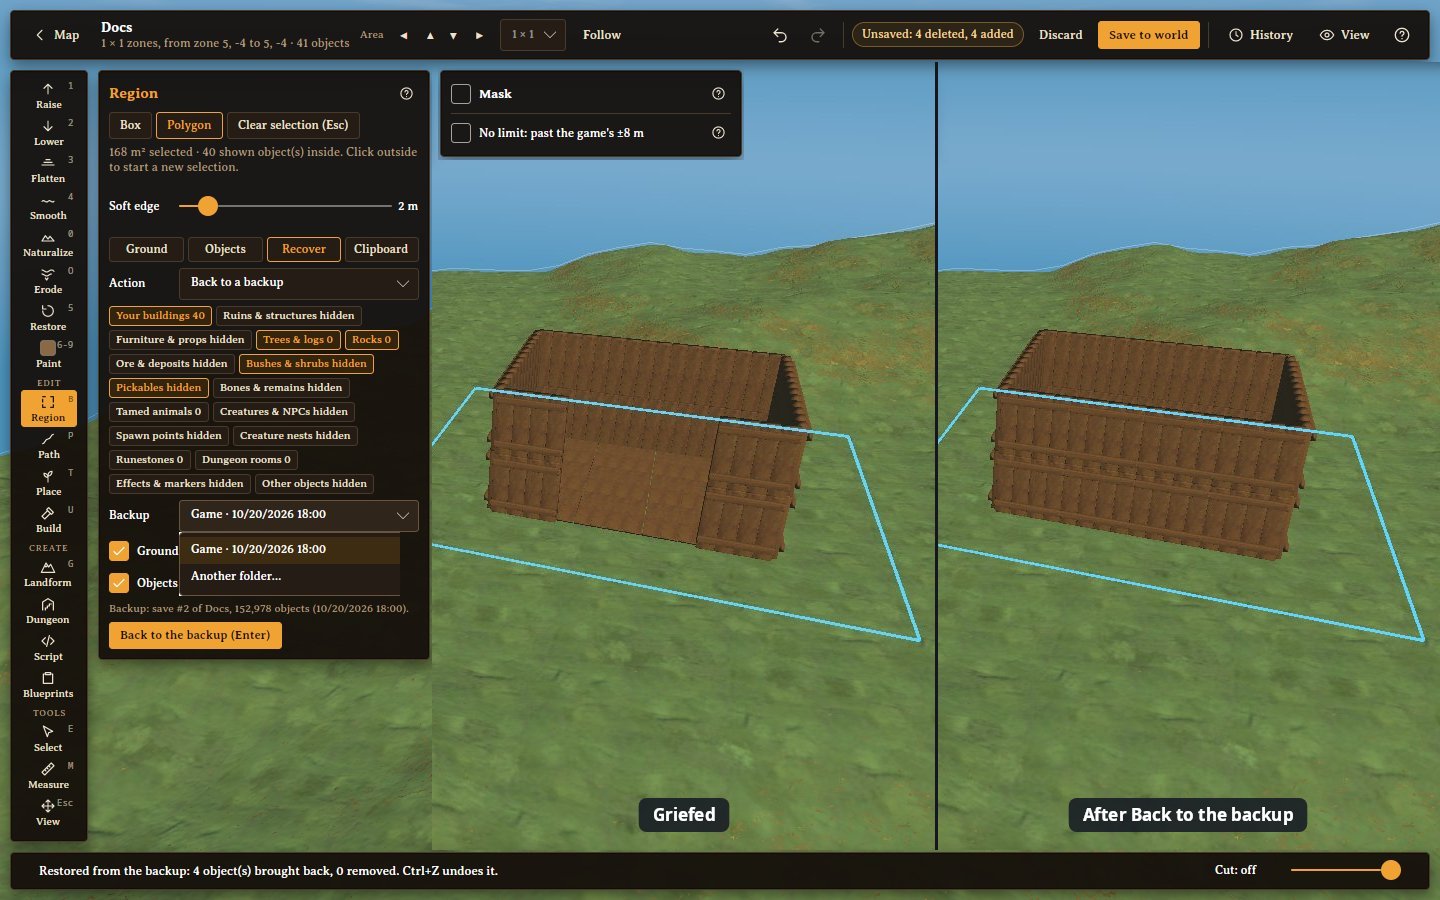 Map
Docs
1 × 1 zones, from zone 5, -4 to 5, -4 · 41 objects
Area
1 × 1
Follow
Unsaved: 4 deleted, 4 added
Discard
Save to world
History
View
Raise 1
Lower 2
Flatten 3
Smooth 4
Naturalize 0
Erode O
Restore 5
Paint 6-9
EDIT
Region B
Path P
Place T
Build U
CREATE
Landform G
Dungeon
Script
Blueprints
TOOLS
Select E
Measure M
View Esc
Region
Box Polygon Clear selection (Esc)
168 m² selected · 40 shown object(s) inside. Click outside
to start a new selection.
Soft edge 2 m
Ground Objects Recover Clipboard
Action Back to a backup
Your buildings 40 Ruins & structures hidden
Furniture & props hidden Trees & logs 0 Rocks 0
Ore & deposits hidden Bushes & shrubs hidden
Pickables hidden Bones & remains hidden
Tamed animals 0 Creatures & NPCs hidden
Spawn points hidden Creature nests hidden
Runestones 0 Dungeon rooms 0
Effects & markers hidden Other objects hidden
Backup Game · 10/20/2026 18:00
Ground
Game · 10/20/2026 18:00
Another folder...
Objects
Backup: save #2 of Docs, 152,978 objects (10/20/2026 18:00).
Back to the backup (Enter)
Mask
No limit: past the game's ±8 m
Griefed
After Back to the backup
Restored from the backup: 4 object(s) brought back, 0 removed. Ctrl+Z undoes it.
Cut: off